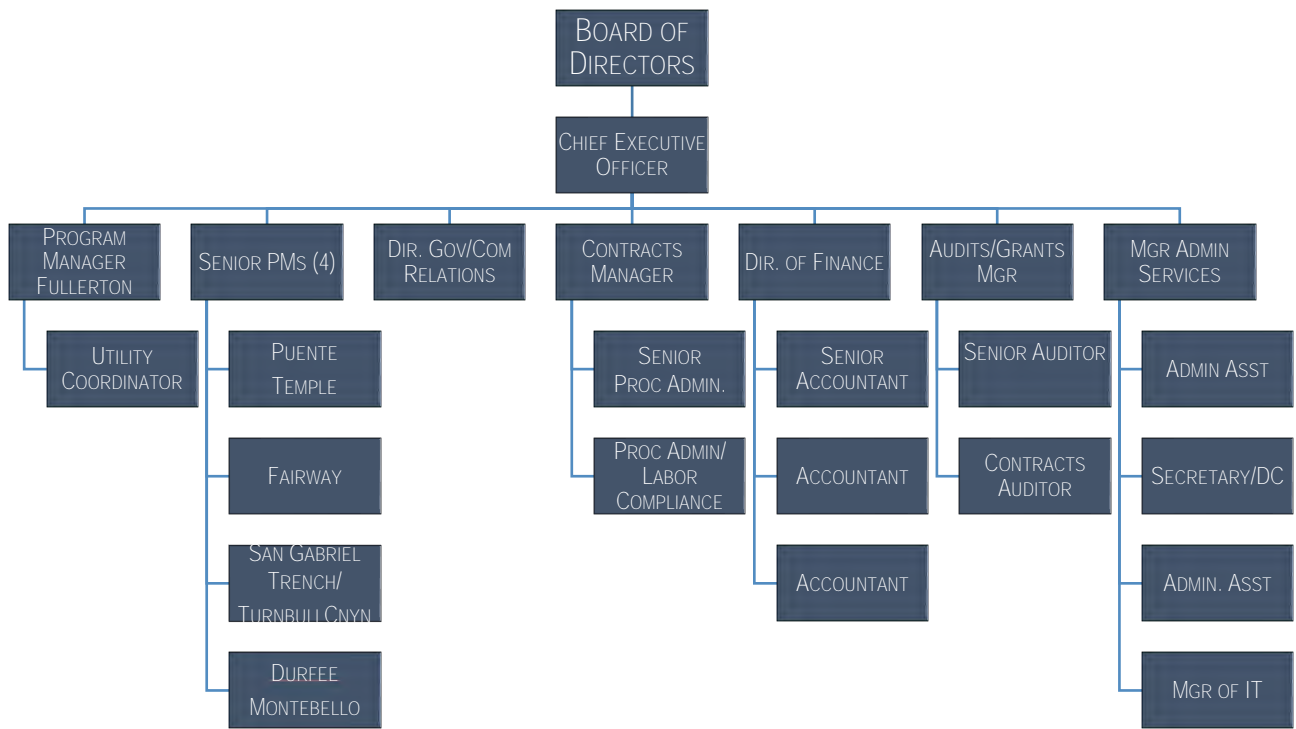 BOARD OF
DIRECTORS
CHIEF EXECUTIVE
OFFICER
PROGRAM
MANAGER
FULLERTON
SENIOR PMS (4)
DIR. GOV/COM
RELATIONS
CONTRACTS
MANAGER
DIR. OF FINANCE
AUDITS/GRANTS
MGR
MGR ADMIN
SERVICES
UTILITY
COORDINATOR
PUENTE
TEMPLE
FAIRWAY
SAN GABRIEL
TRENCH/
TURNBULL CNYN
DURFEE
MONTEBELLO
SENIOR
PROC ADMIN.
PROC ADMIN/
LABOR
COMPLIANCE
SENIOR
ACCOUNTANT
ACCOUNTANT
ACCOUNTANT
SENIOR AUDITOR
CONTRACTS
AUDITOR
ADMIN ASST
SECRETARY/DC
ADMIN. ASST
MGR OF IT